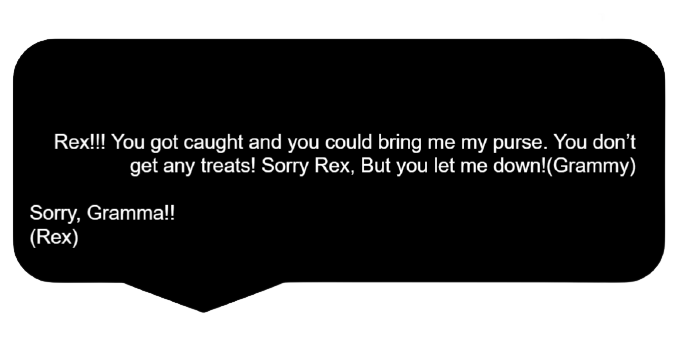 Rex!!! You got caught and you could bring me my purse. You don’t
get any treats! Sorry Rex, But you let me down!(Grammy)
Sorry, Gramma!!
(Rex)